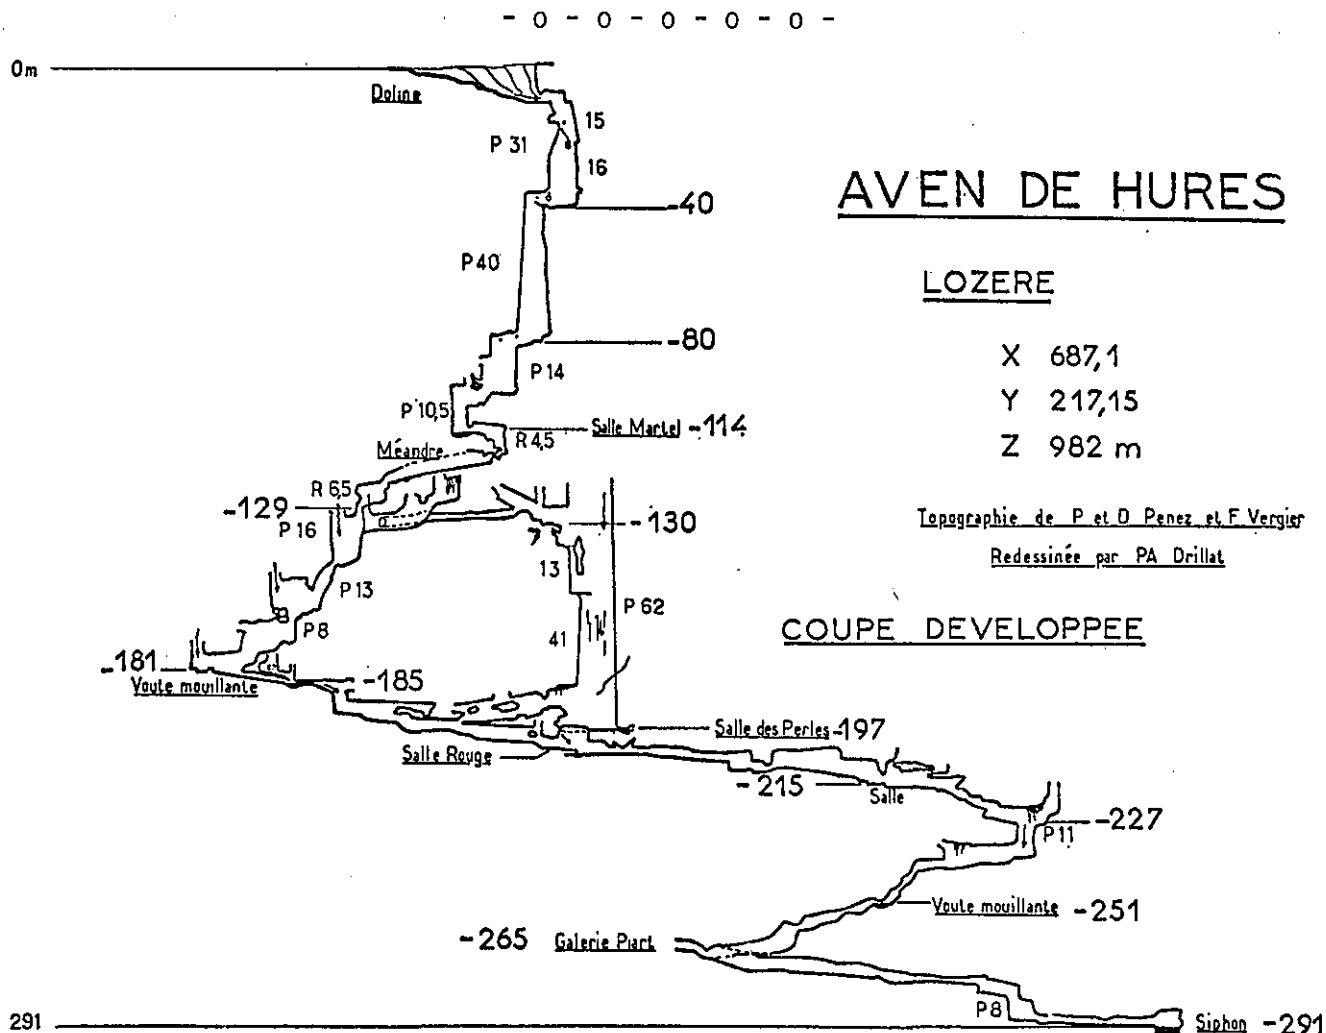 - 0 - 0 - 0 - 0 - 0 -
0m
Doline
15
P 31
16
-40
AVEN DE HURES
LOZERE
P40
-80
X 687,1
P14
Y 217,15
P 10,5
Salle Martel -114
R 4,5
Z 982 m
Méandre
R 6,5
-129
-130
P 16
Topographie de P et D Penez et F. Vergier
Redessinée par PA Drillat
13
P 13
P 62
P8
41
COUPE DEVELOPPEE
-181
Voute mouillante
-185
Salle des Perles -197
Salle Rouge
-215
Salle
-227
P11
Voute mouillante -251
-265 Galerie Piart
P8
291
Siphon -291